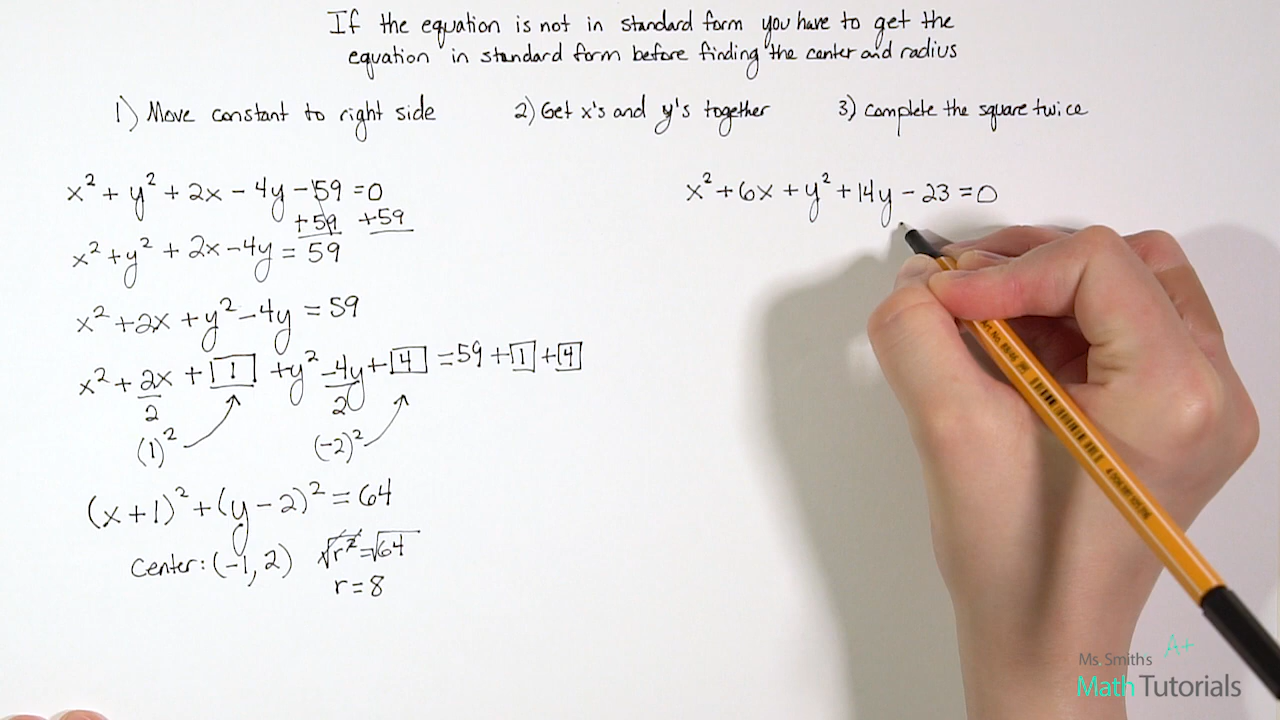 If the equation is not in standard form you have to get the
equation in standard form before finding the center and radius
1) Move constant to right side
2) Get x's and y's together
3) complete the square twice
x² + y² + 2x - 4y - 59 = 0
+59 +59
x² + y² + 2x - 4y = 59
x² + 2x + y² - 4y = 59
x² + 2x + 1 + y² - 4y + 4 = 59 + 1 + 4
2 2
(1)² (-2)²
(x + 1)² + (y - 2)² = 64
center: (-1, 2) √r² = √64
r = 8
x² + 6x + y² + 14y - 23 = 0
Ms. Smiths A+
Math Tutorials